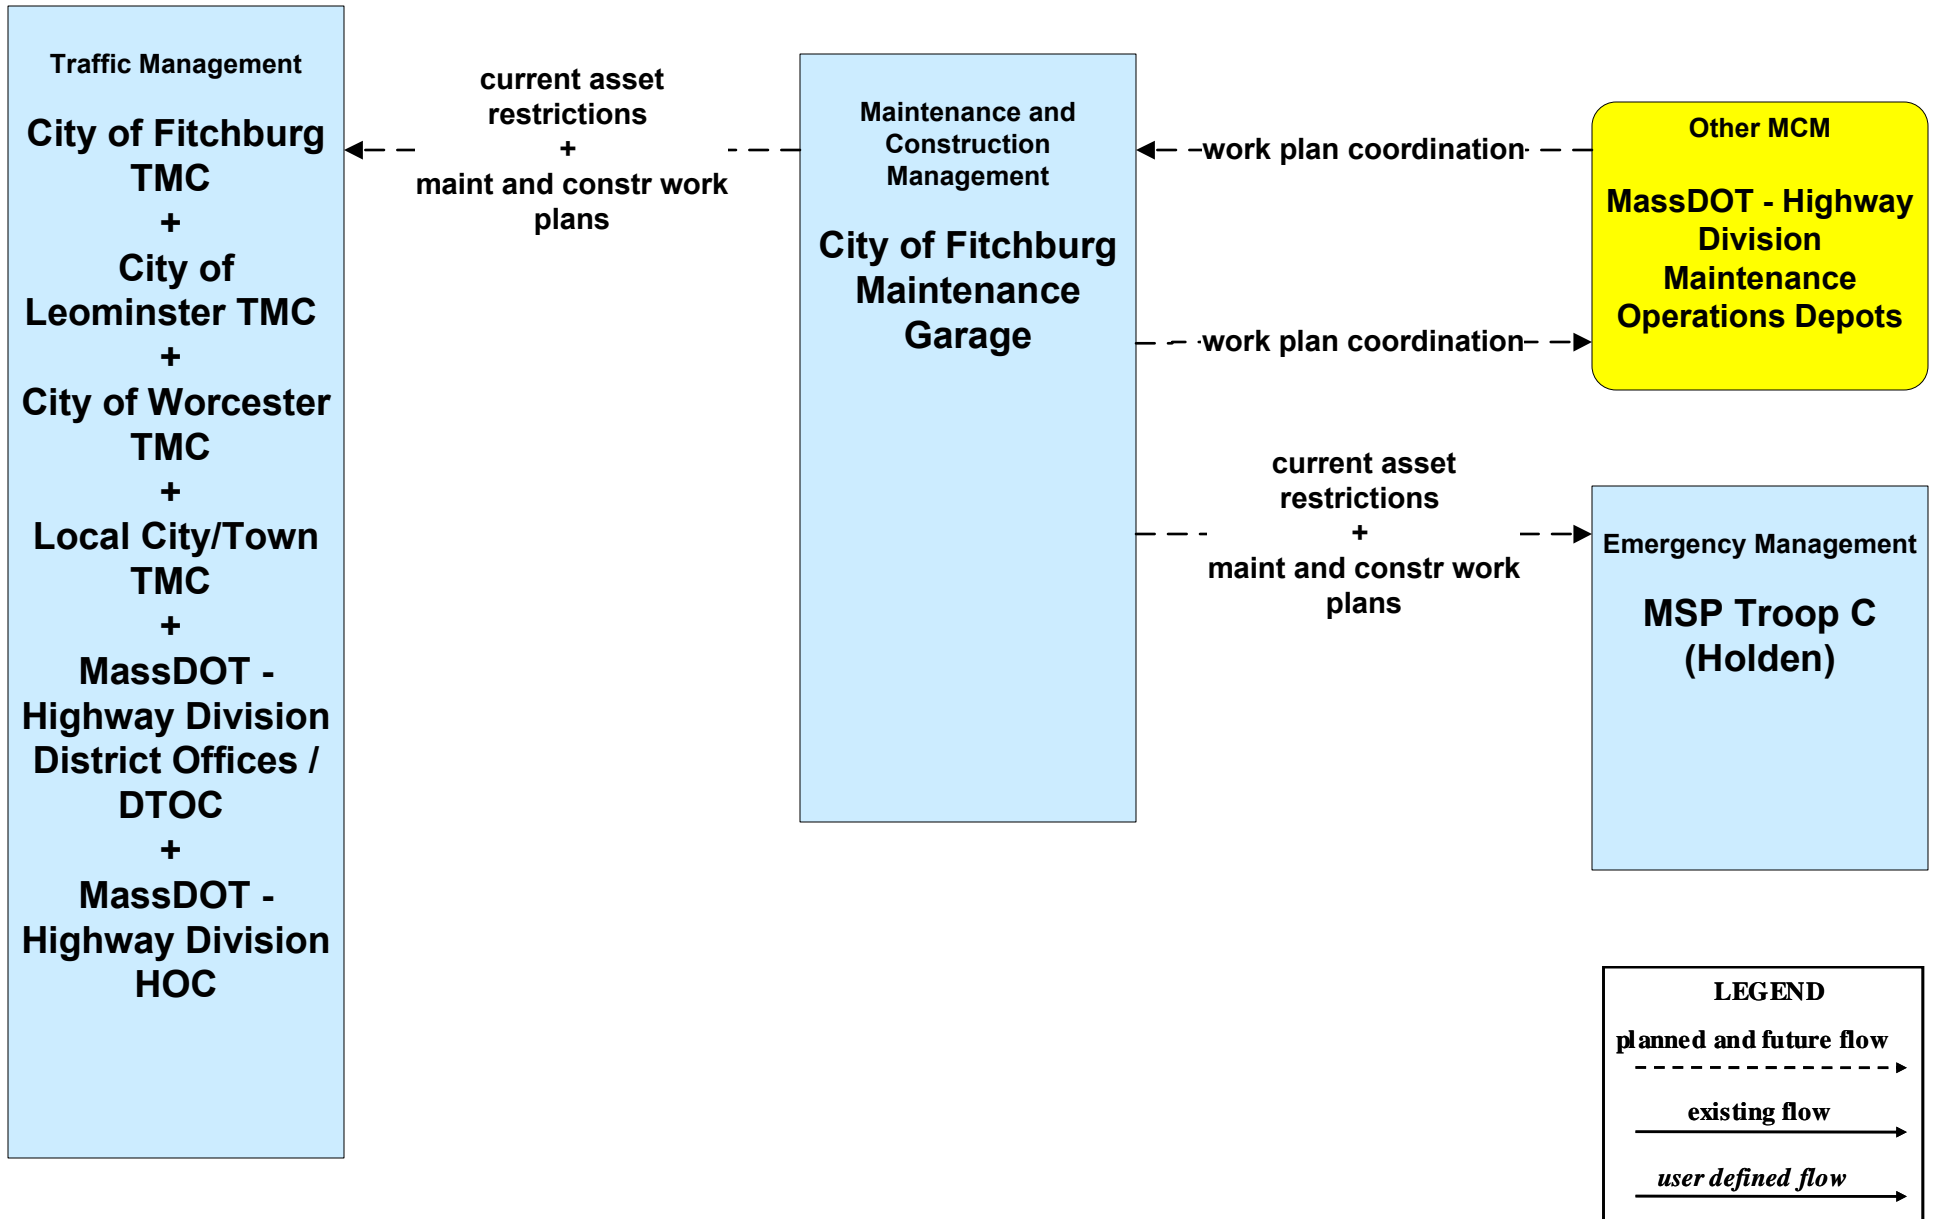 Traffic Management
City of Fitchburg
TMC
+
City of
Leominster TMC
+
City of Worcester
TMC
+
Local City/Town
TMC
+
MassDOT -
Highway Division
District Offices /
DTOC
+
MassDOT -
Highway Division
HOC
current asset
restrictions
+
maint and constr work
plans
Maintenance and
Construction
Management
City of Fitchburg
Maintenance
Garage
work plan coordination
work plan coordination
current asset
restrictions
+
maint and constr work
plans
Other MCM
MassDOT - Highway
Division
Maintenance
Operations Depots
Emergency Management
MSP Troop C
(Holden)
LEGEND
planned and future flow
existing flow
user defined flow